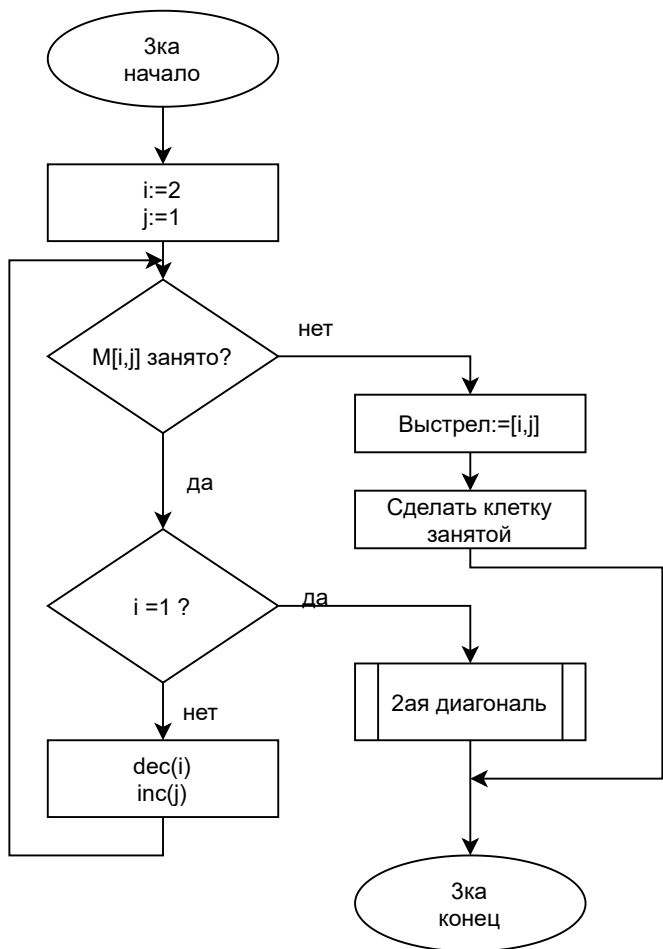 3ка
начало
i:=2
j:=1
M[i,j] занято?
нет
Выстрел:=[i,j]
да
Сделать клетку
занятой
i =1 ?
да
2ая диагональ
нет
dec(i)
inc(j)
3ка
конец